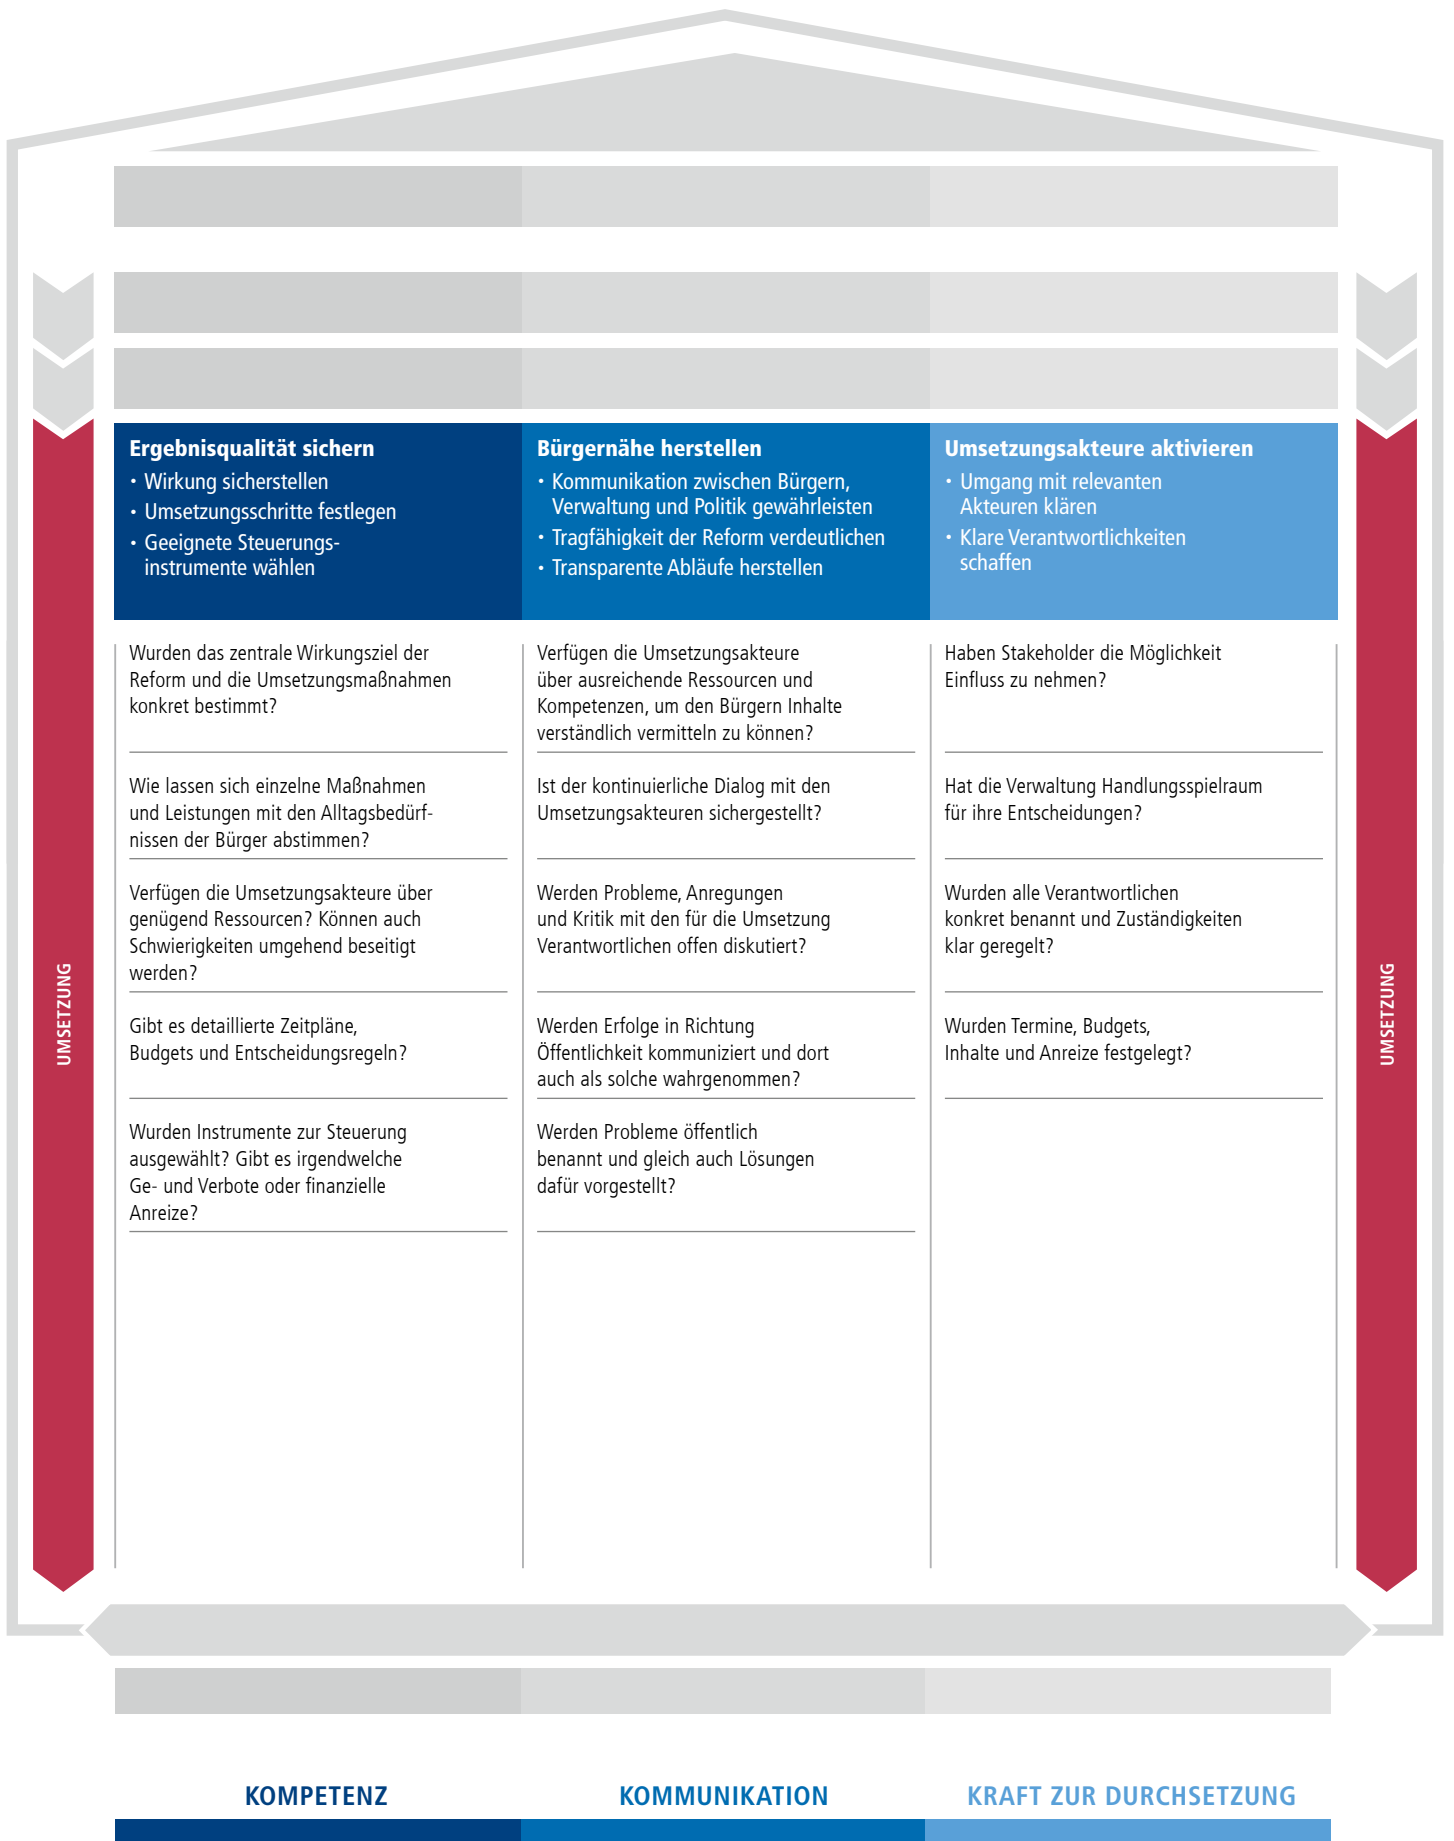 Ergebnisqualität sichern
• Wirkung sicherstellen
• Umsetzungsschritte festlegen
• Geeignete Steuerungs-
instrumente wählen
Bürgernähe herstellen
• Kommunikation zwischen Bürgern,
Verwaltung und Politik gewährleisten
• Tragfähigkeit der Reform verdeutlichen
• Transparente Abläufe herstellen
Umsetzungsakteure aktivieren
• Umgang mit relevanten
Akteuren klären
• Klare Verantwortlichkeiten
schaffen
UMSETZUNG
Wurden das zentrale Wirkungsziel der
Reform und die Umsetzungsmaßnahmen
konkret bestimmt?
Wie lassen sich einzelne Maßnahmen
und Leistungen mit den Alltagsbedürf-
nissen der Bürger abstimmen?
Verfügen die Umsetzungsakteure über
genügend Ressourcen? Können auch
Schwierigkeiten umgehend beseitigt
werden?
Gibt es detaillierte Zeitpläne,
Budgets und Entscheidungsregeln?
Wurden Instrumente zur Steuerung
ausgewählt? Gibt es irgendwelche
Ge- und Verbote oder finanzielle
Anreize?
Verfügen die Umsetzungsakteure
über ausreichende Ressourcen und
Kompetenzen, um den Bürgern Inhalte
verständlich vermitteln zu können?
Ist der kontinuierliche Dialog mit den
Umsetzungsakteuren sichergestellt?
Werden Probleme, Anregungen
und Kritik mit den für die Umsetzung
Verantwortlichen offen diskutiert?
Werden Erfolge in Richtung
Öffentlichkeit kommuniziert und dort
auch als solche wahrgenommen?
Werden Probleme öffentlich
benannt und gleich auch Lösungen
dafür vorgestellt?
Haben Stakeholder die Möglichkeit
Einfluss zu nehmen?
Hat die Verwaltung Handlungsspielraum
für ihre Entscheidungen?
Wurden alle Verantwortlichen
konkret benannt und Zuständigkeiten
klar geregelt?
Wurden Termine, Budgets,
Inhalte und Anreize festgelegt?
UMSETZUNG
KOMPETENZ
KOMMUNIKATION
KRAFT ZUR DURCHSETZUNG